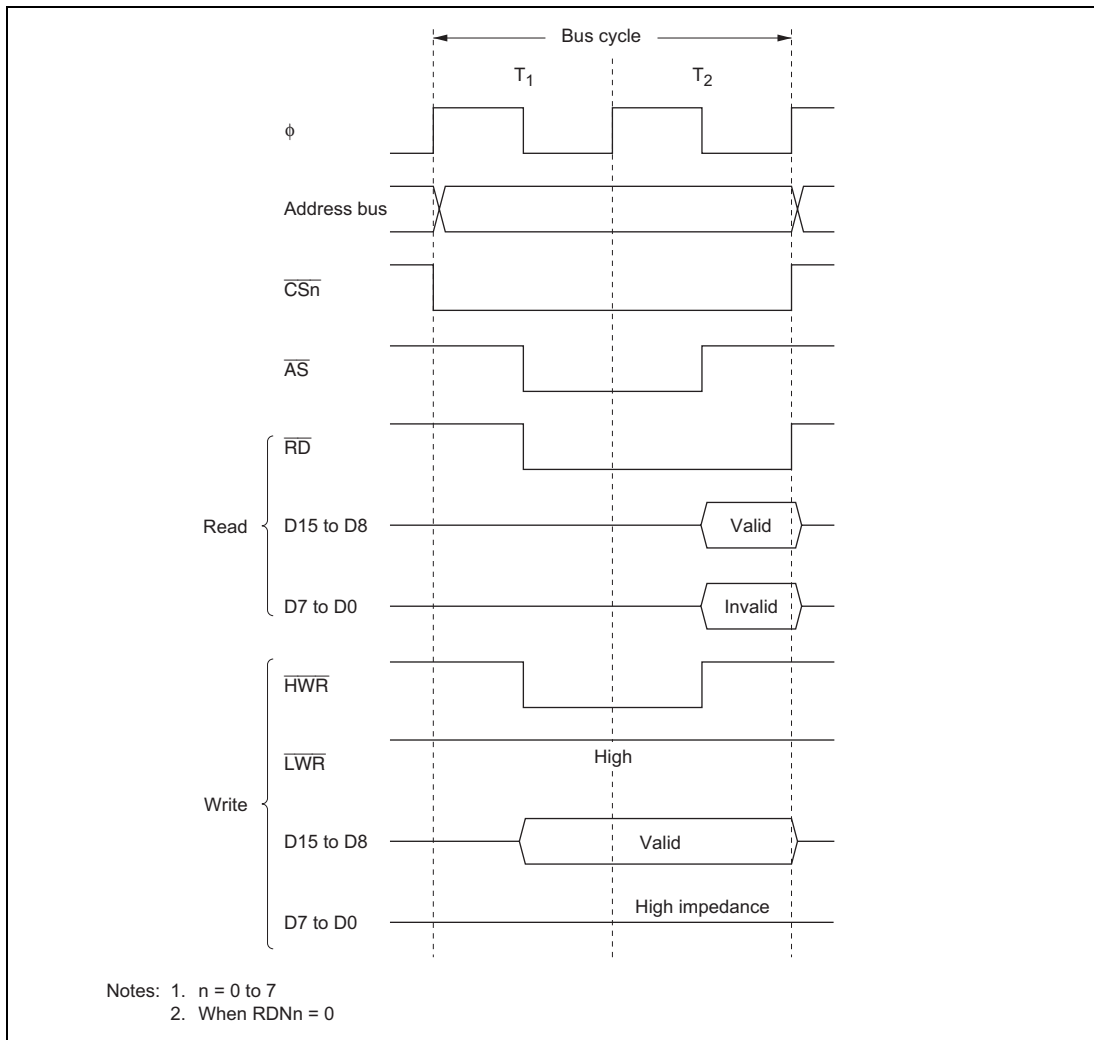 Bus cycle
T1 T2
ϕ
Address bus
CSn
AS
RD
Read
D15 to D8 Valid
D7 to D0 Invalid
HWR
LWR High
Write
D15 to D8 Valid
D7 to D0 High impedance
Notes: 1. n = 0 to 7
2. When RDNn = 0